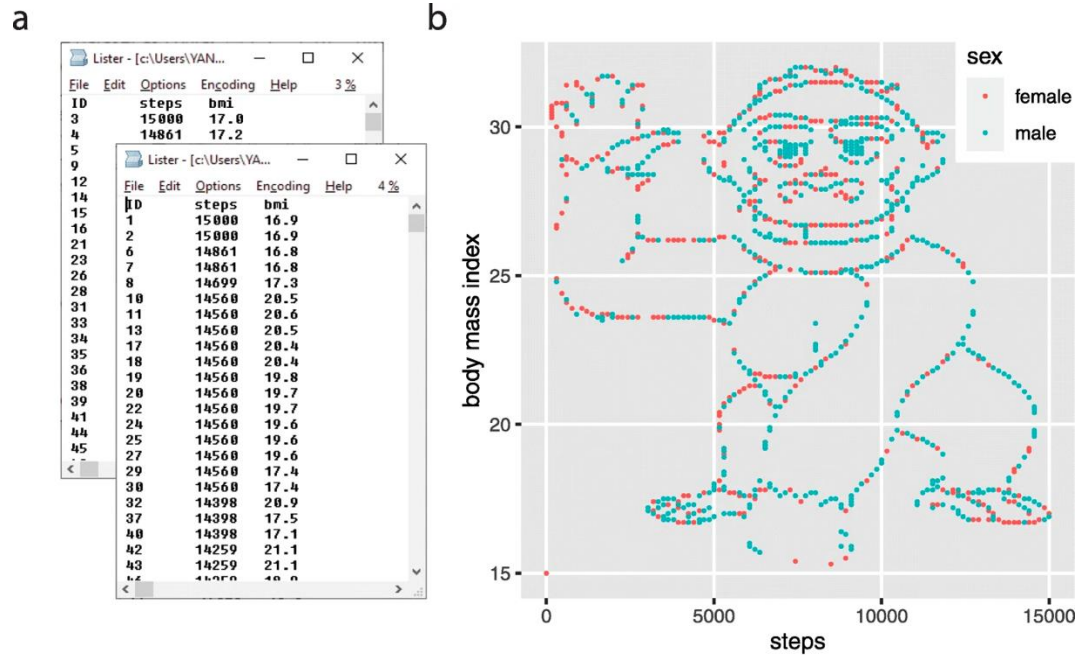 a
b
Lister - [c:\Users\YAN...
File Edit Options Encoding Help 3 %
ID steps bmi
3 15000 17.0
4 14861 17.2
5
9
12
14
15
16
21
23
26
28
31
33
34
35
36
38
39
41
44
45
Lister - [c:\Users\YA...
File Edit Options Encoding Help 4 %
ID steps bmi
1 15000 16.9
2 15000 16.9
6 14861 16.8
7 14861 16.8
8 14699 17.3
10 14560 20.5
11 14560 20.6
13 14560 20.5
17 14560 20.4
18 14560 20.4
19 14560 19.8
20 14560 19.7
22 14560 19.7
24 14560 19.6
25 14560 19.6
27 14560 19.6
29 14560 17.4
30 14560 17.4
32 14398 20.9
37 14398 17.5
40 14398 17.1
42 14259 21.1
43 14259 21.1
sex
female
male
body mass index
30
25
20
15
0 5000 10000 15000
steps